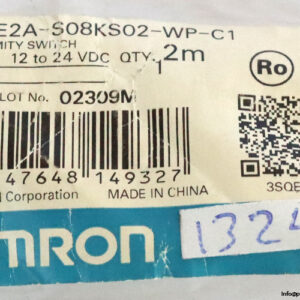 E2A-S08KS02-WP-C1
MITY SWITCH
12 to 24 VDC QTY. 2m
1
Ro
LOT No. 02309M
47648 149327
3SQE
Corporation MADE IN CHINA
MRON